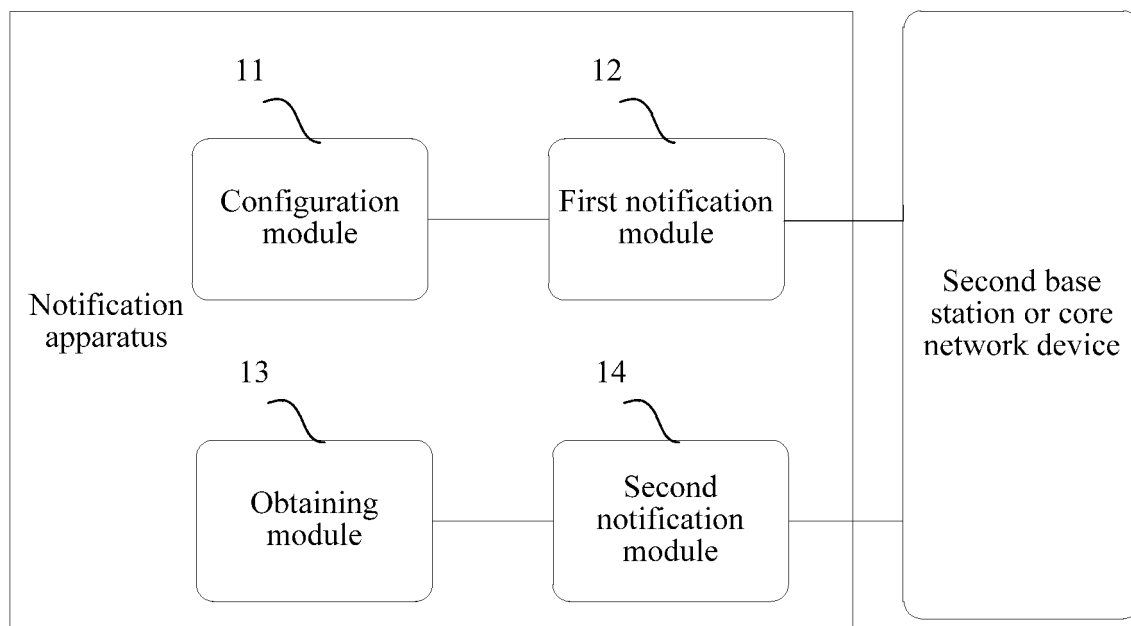 11
12
Configuration
module
First notification
module
Notification
apparatus
Second base
station or core
network device
13
14
Obtaining
module
Second
notification
module